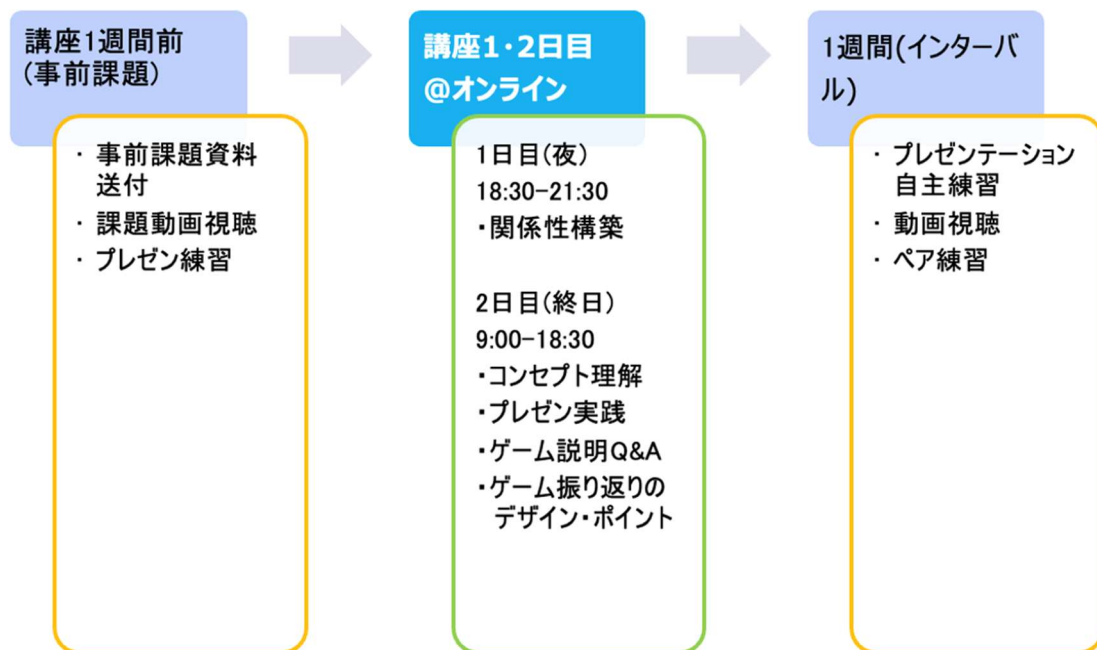 講座1週間前
(事前課題)
・ 事前課題資料
送付
・ 課題動画視聴
・ プレゼン練習
講座1・2日目
@オンライン
1日目(夜)
18:30-21:30
・関係性構築
2日目(終日)
9:00-18:30
・コンセプト理解
・プレゼン実践
・ゲーム説明Q&A
・ゲーム振り返りの
デザイン・ポイント
1週間(インターバ
ル)
・ プレゼンテーション
自主練習
・ 動画視聴
・ ペア練習